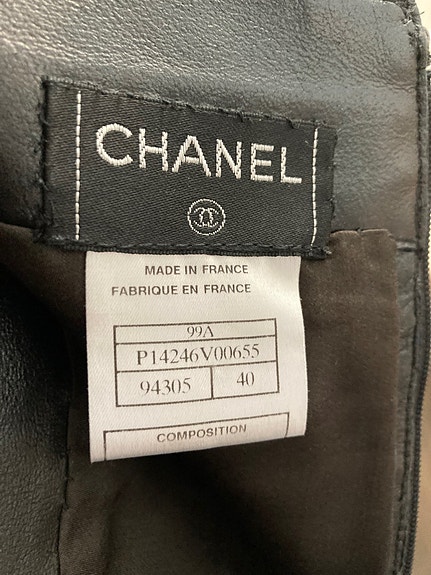 CHANEL
MADE IN FRANCE
FABRIQUE EN FRANCE
99A
P14246V00655
94305 40
COMPOSITION